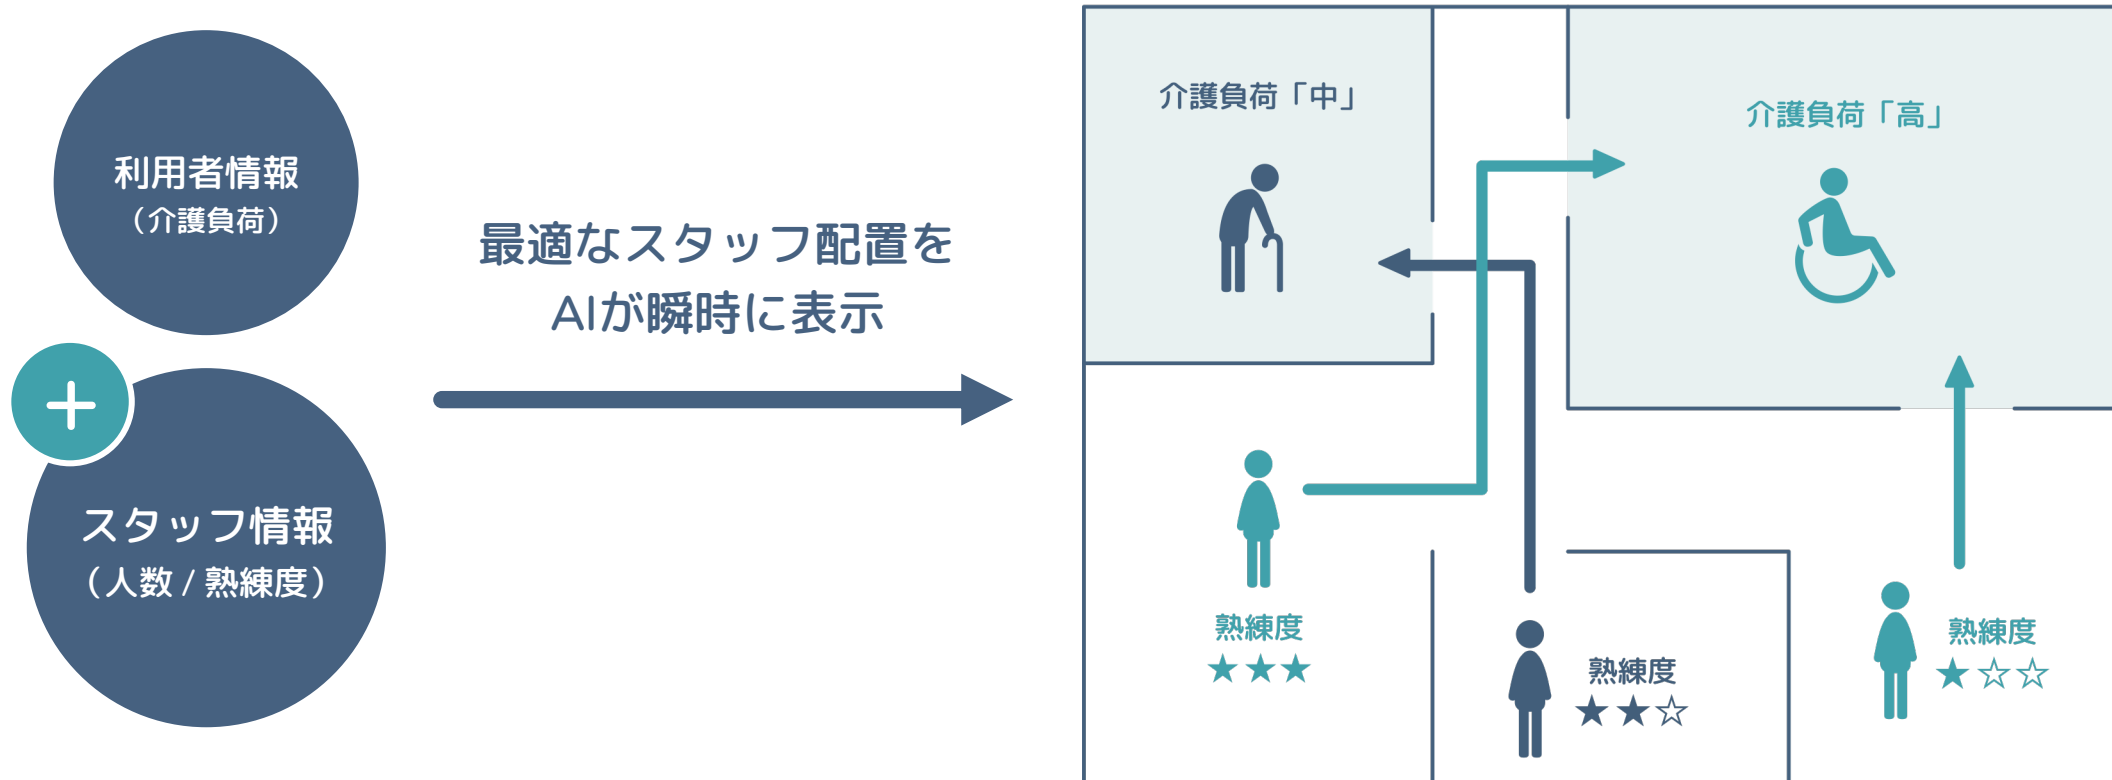 利用者情報
（介護負荷）
+
スタッフ情報
（人数 / 熟練度）
最適なスタッフ配置を
AIが瞬時に表示
介護負荷「中」
介護負荷「高」
熟練度
★★★
熟練度
★★☆
熟練度
★☆☆